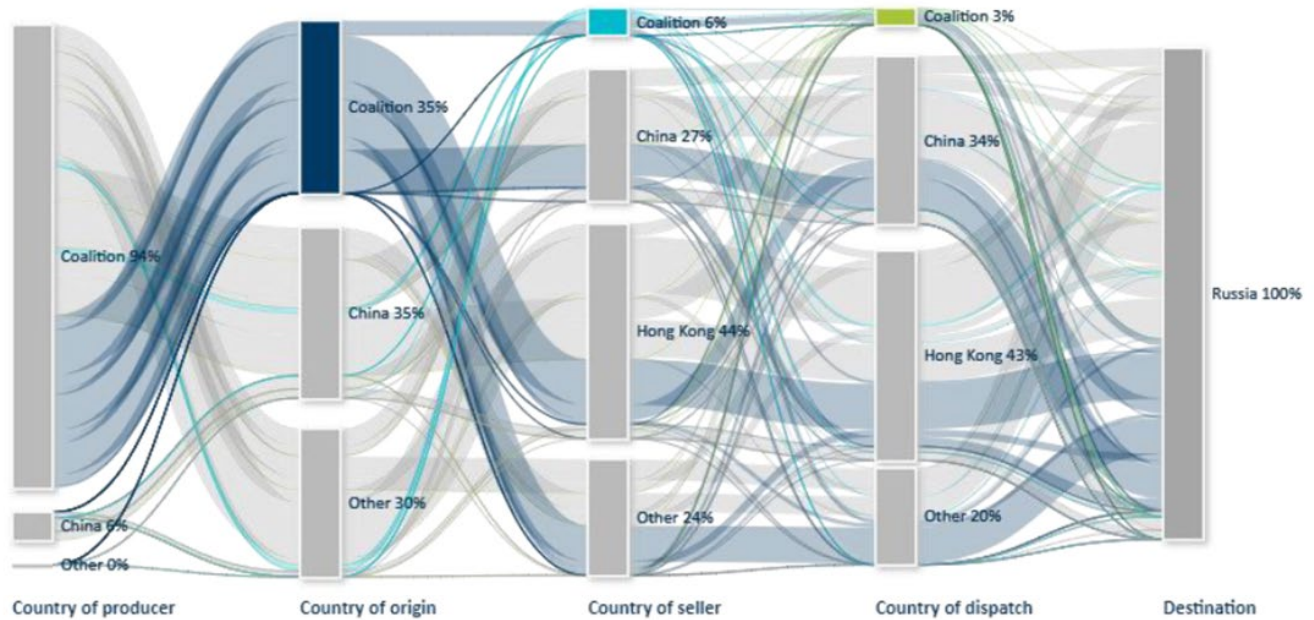 Coalition 94%
China 6%
Other 0%
Country of producer
Coalition 35%
China 35%
Other 30%
Country of origin
Coalition 6%
China 27%
Hong Kong 44%
Other 24%
Country of seller
Coalition 3%
China 34%
Hong Kong 43%
Other 20%
Country of dispatch
Russia 100%
Destination